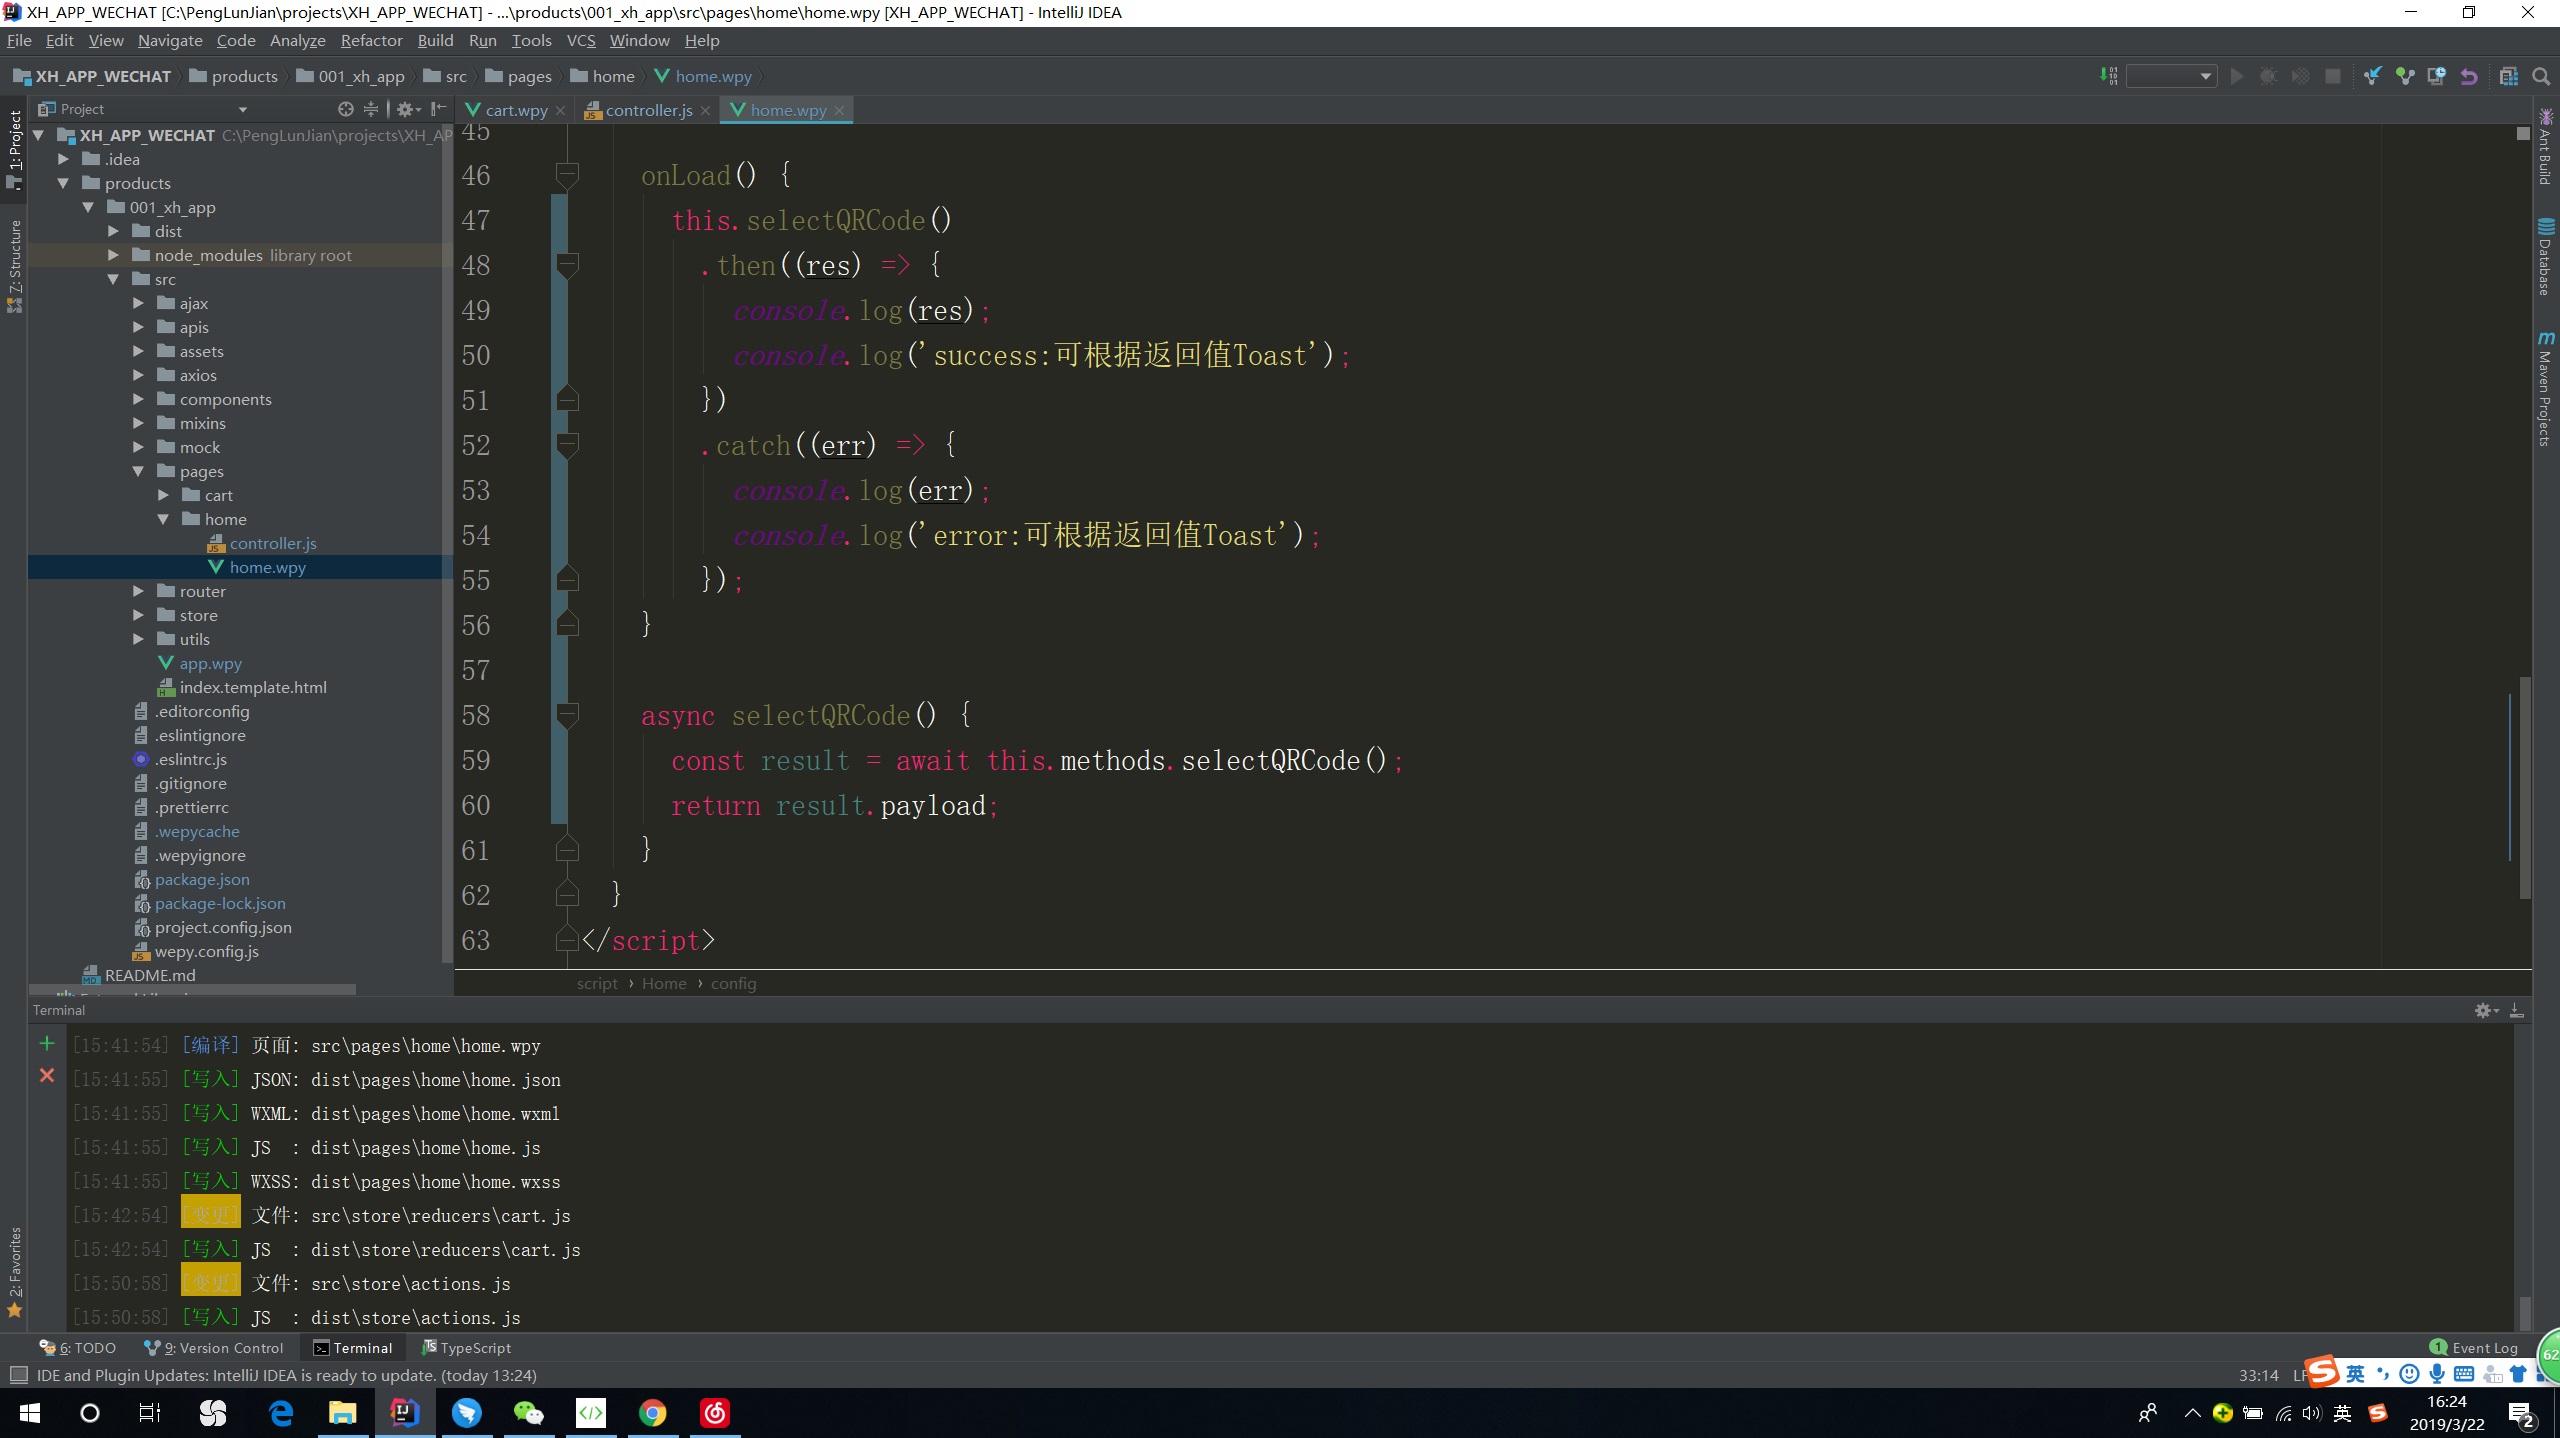 XH_APP_WECHAT [C:\PengLunJian\projects\XH_APP_WECHAT] - ...\products\001_xh_app\src\pages\home\home.wpy [XH_APP_WECHAT] - IntelliJ IDEA
File Edit View Navigate Code Analyze Refactor Build Run Tools VCS Window Help
XH_APP_WECHAT products 001_xh_app src pages home home.wpy
Project
cart.wpy controller.js home.wpy
1: Project
Z: Structure
2: Favorites
XH_APP_WECHAT C:\PengLunJian\projects\XH_AP
.idea
products
001_xh_app
dist
node_modules library root
src
ajax
apis
assets
axios
components
mixins
mock
pages
cart
home
controller.js
home.wpy
router
store
utils
app.wpy
index.template.html
.editorconfig
.eslintignore
.eslintrc.js
.gitignore
.prettierrc
.wepycache
.wepyignore
package.json
package-lock.json
project.config.json
wepy.config.js
README.md
45
46 onLoad() {
47 this.selectQRCode()
48 .then((res) => {
49 console.log(res);
50 console.log('success:可根据返回值Toast');
51 })
52 .catch((err) => {
53 console.log(err);
54 console.log('error:可根据返回值Toast');
55 });
56 }
57
58 async selectQRCode() {
59 const result = await this.methods.selectQRCode();
60 return result.payload;
61 }
62 }
63 </script>
script › Home › config
Ant Build
Database
Maven Projects
Terminal
[15:41:54] [编译] 页面: src\pages\home\home.wpy
[15:41:55] [写入] JSON: dist\pages\home\home.json
[15:41:55] [写入] WXML: dist\pages\home\home.wxml
[15:41:55] [写入] JS : dist\pages\home\home.js
[15:41:55] [写入] WXSS: dist\pages\home\home.wxss
[15:42:54] [变更] 文件: src\store\reducers\cart.js
[15:42:54] [写入] JS : dist\store\reducers\cart.js
[15:50:58] [变更] 文件: src\store\actions.js
[15:50:58] [写入] JS : dist\store\actions.js
6: TODO 9: Version Control Terminal TypeScript
1 Event Log
62
IDE and Plugin Updates: IntelliJ IDEA is ready to update. (today 13:24)
33:14
英
英
16:24
2019/3/22
2